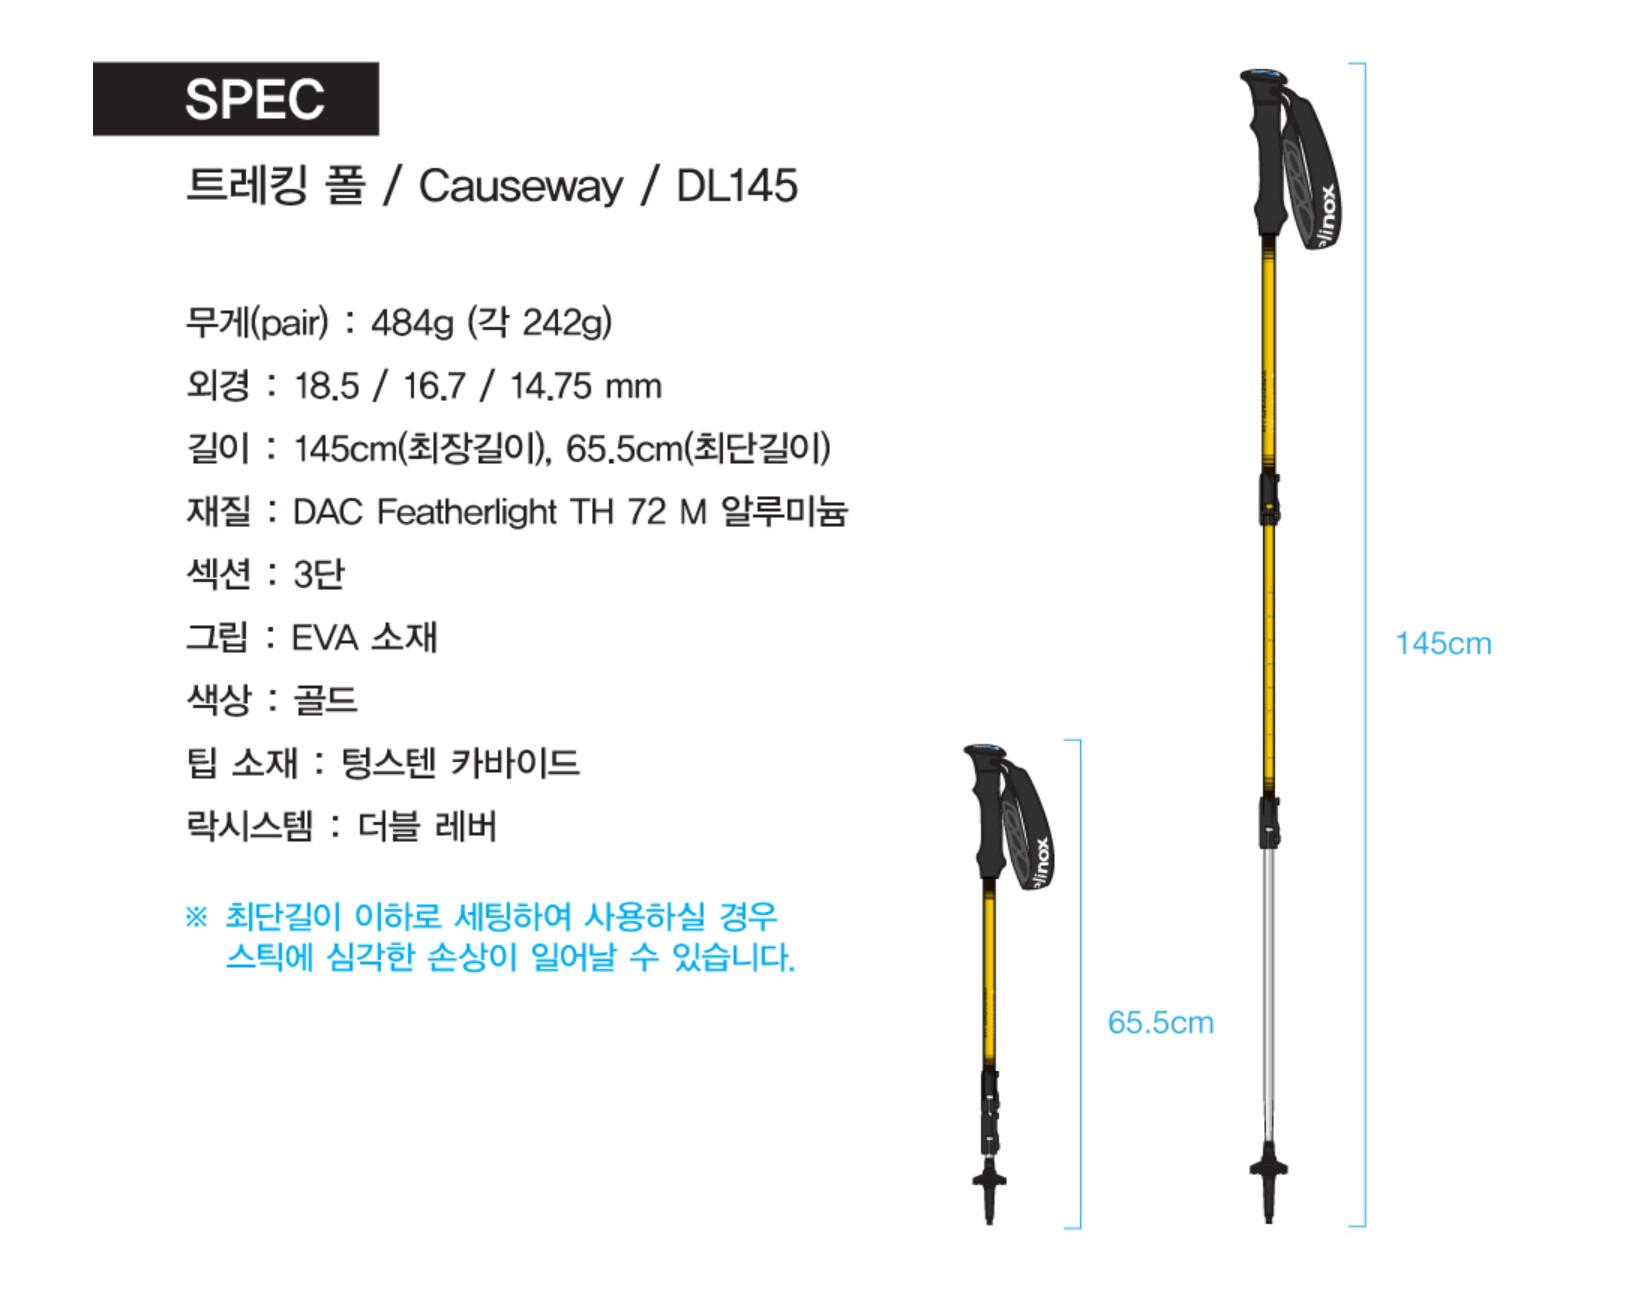 SPEC
트레킹 폴 / Causeway / DL145
무게(pair) : 484g (각 242g)
외경 : 18.5 / 16.7 / 14.75 mm
길이 : 145cm(최장길이), 65.5cm(최단길이)
재질 : DAC Featherlight TH 72 M 알루미늄
섹션 : 3단
그립 : EVA 소재
색상 : 골드
팁 소재 : 텅스텐 카바이드
락시스템 : 더블 레버
※ 최단길이 이하로 세팅하여 사용하실 경우
스틱에 심각한 손상이 일어날 수 있습니다.
elinox
65.5cm
elinox
145cm